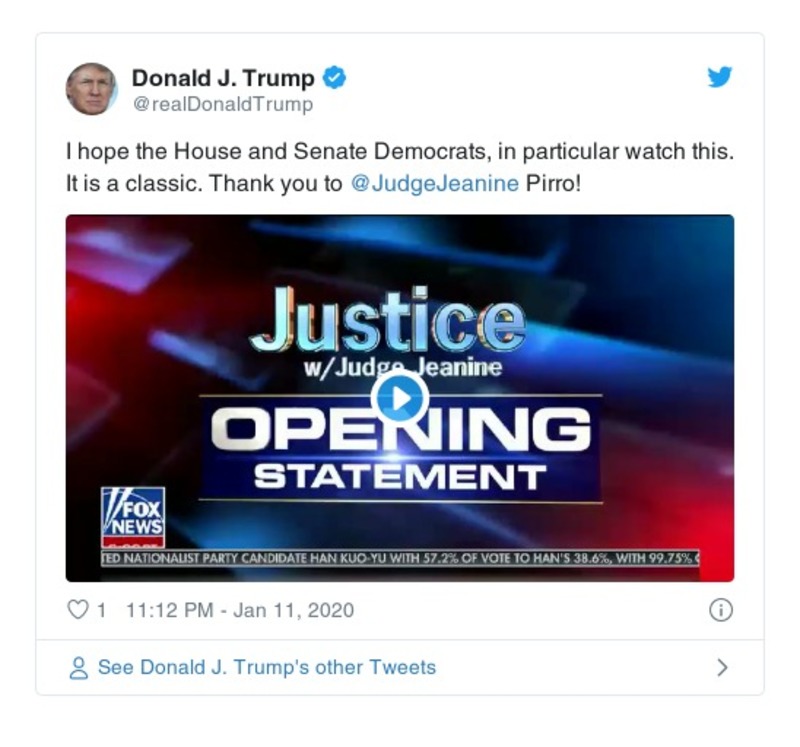 Donald J. Trump
@realDonaldTrump
I hope the House and Senate Democrats, in particular watch this.
It is a classic. Thank you to @JudgeJeanine Pirro!
Justice
w/Judge Jeanine
OPENING
STATEMENT
FOX
NEWS
TED NATIONALIST PARTY CANDIDATE HAN KUO-YU WITH 57.2% OF VOTE TO HAN'S 38.6%, WITH 99.75%
1 11:12 PM - Jan 11, 2020
See Donald J. Trump's other Tweets